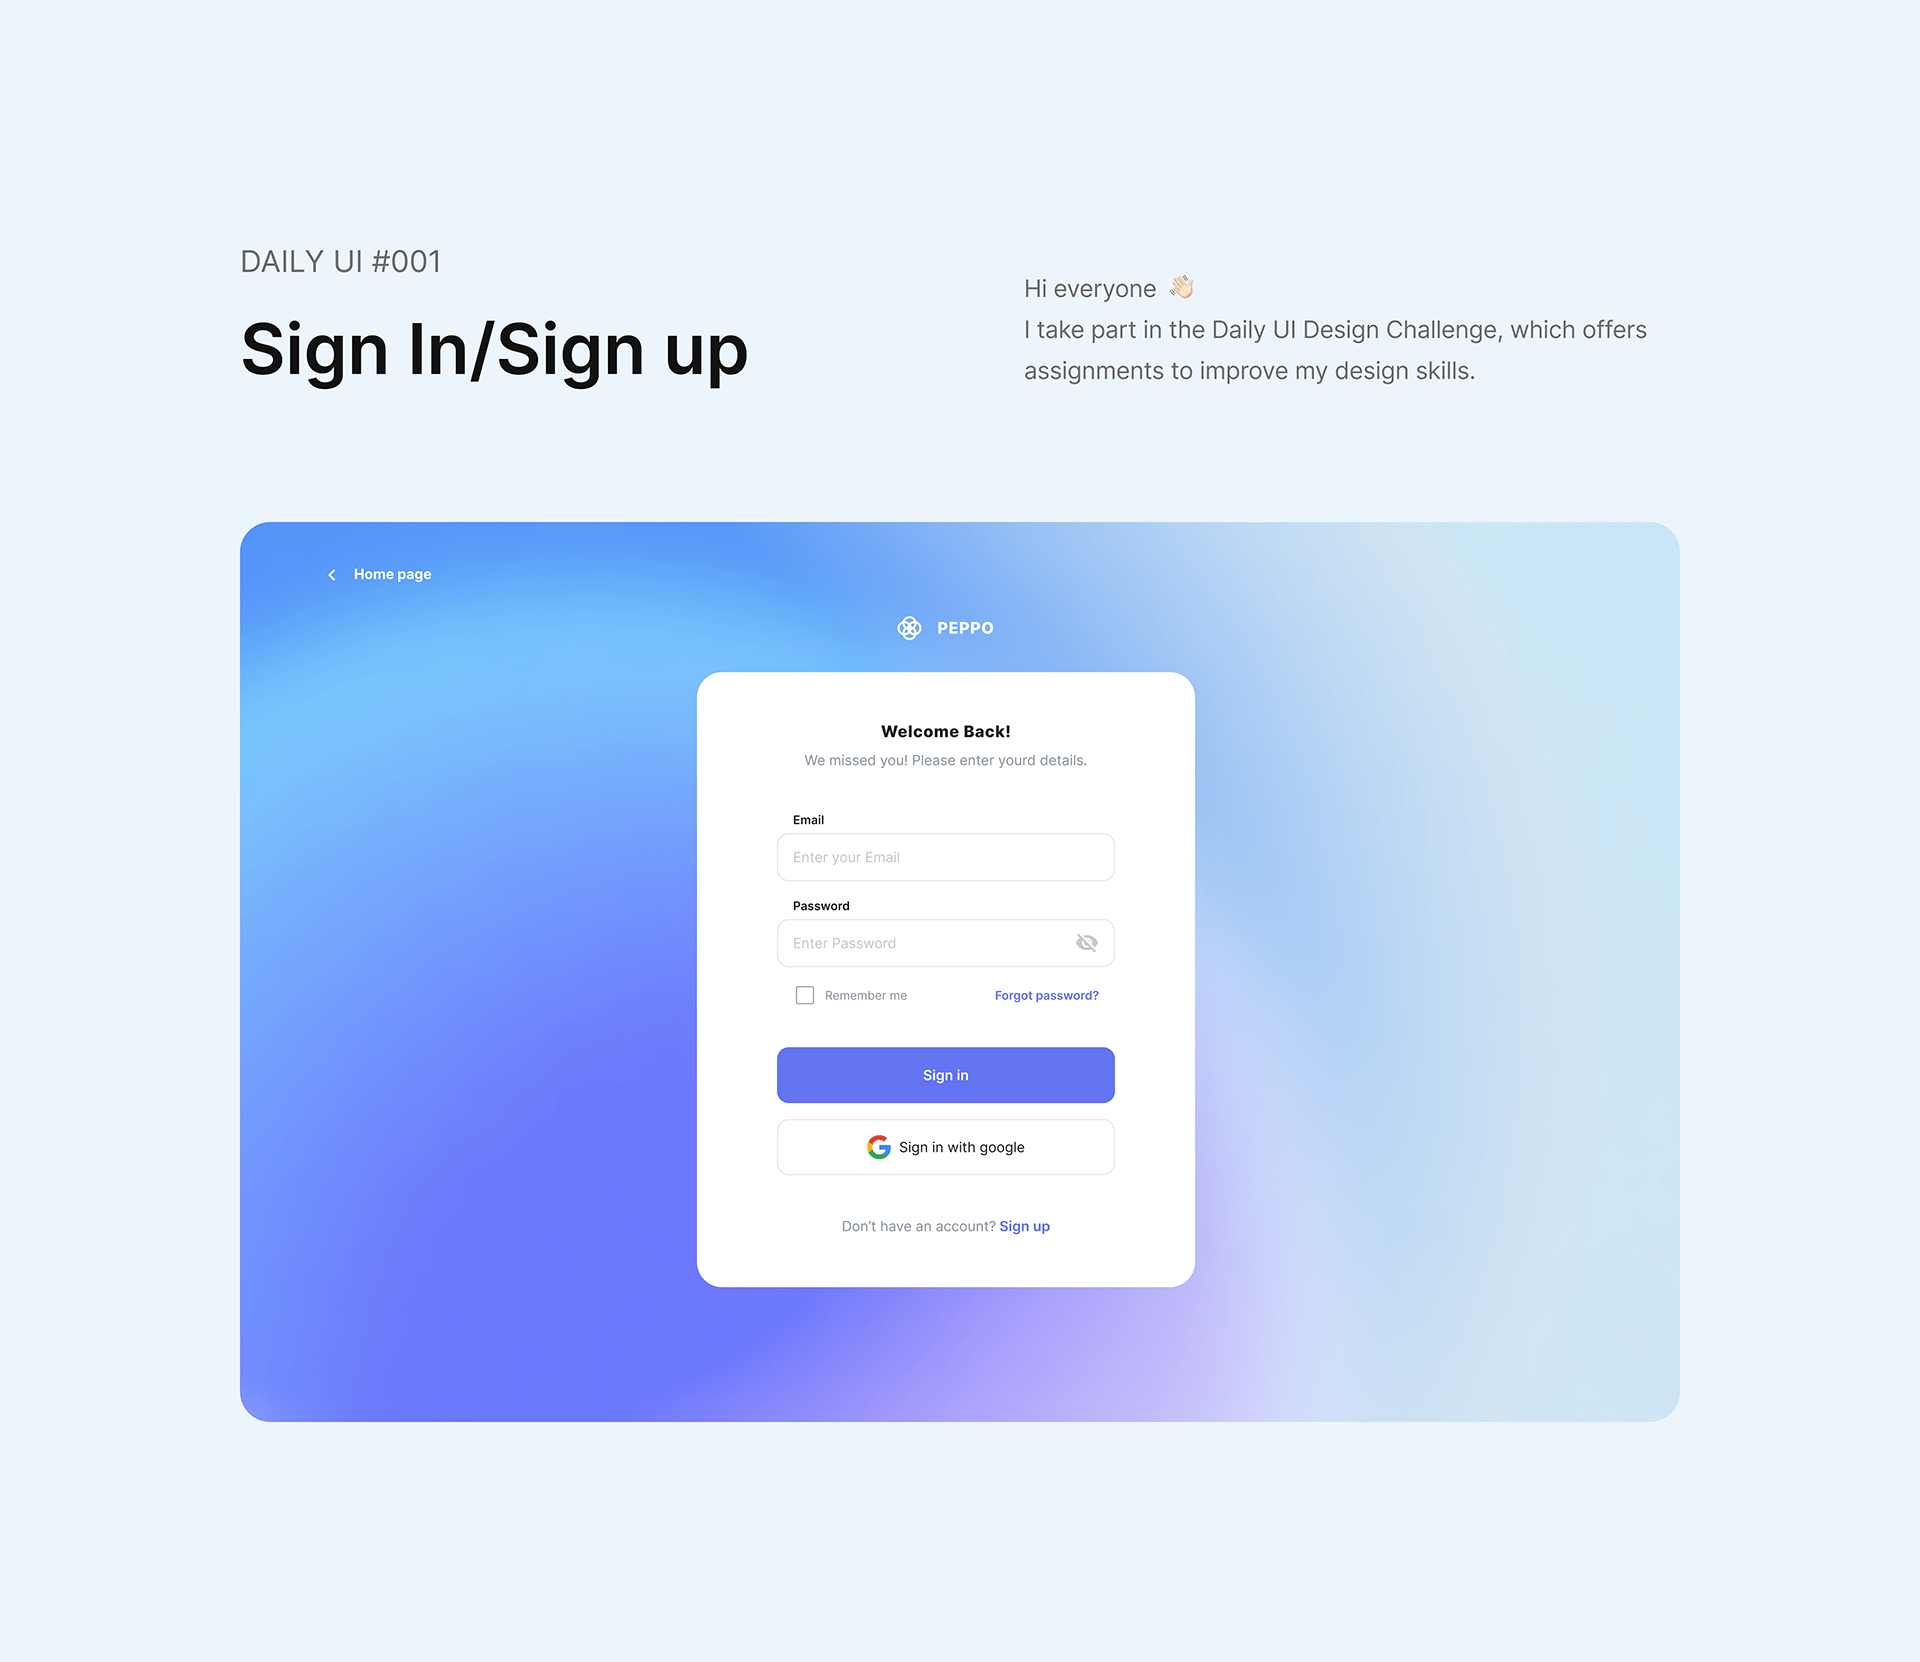 DAILY UI #001
Sign In/Sign up
Hi everyone 👋🏻
I take part in the Daily UI Design Challenge, which offers
assignments to improve my design skills.
Home page
PEPPO
Welcome Back!
We missed you! Please enter yourd details.
Email
Enter your Email
Password
Enter Password
Remember me
Forgot password?
Sign in
Sign in with google
Don’t have an account? Sign up